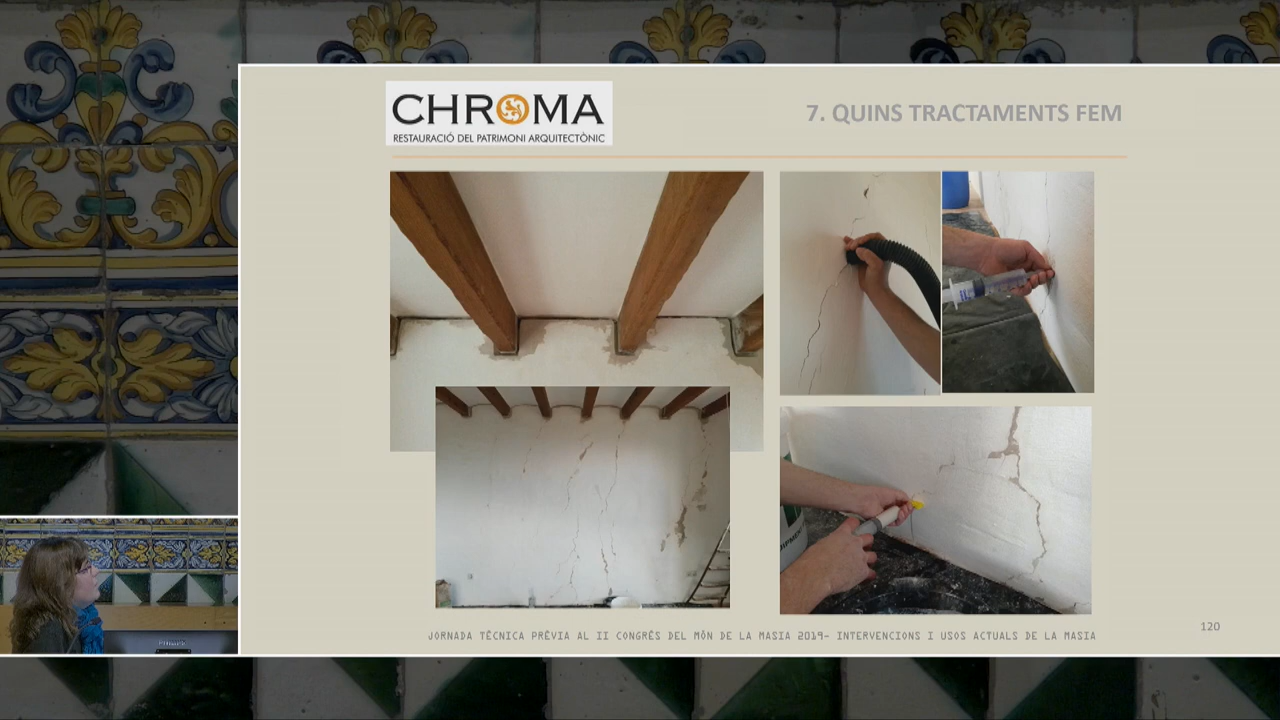 CHROMA
RESTAURACIÓ DEL PATRIMONI ARQUITECTÒNIC
7. QUINS TRACTAMENTS FEM
JORNADA TÈCNICA PRÈVIA AL II CONGRÉS DEL MÓN DE LA MASIA 2019- INTERVENCIONS I USOS ACTUALS DE LA MASIA
120